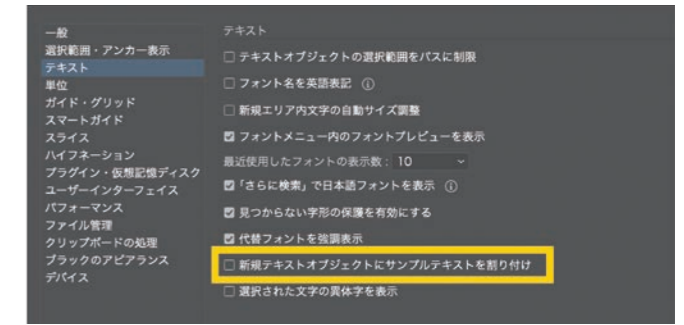 一般
選択範囲・アンカー表示
テキスト
単位
ガイド・グリッド
スマートガイド
スライス
ハイフネーション
プラグイン・仮想記憶ディスク
ユーザーインターフェイス
パフォーマンス
ファイル管理
クリップボードの処理
ブラックのアピアランス
デバイス
テキスト
テキストオブジェクトの選択範囲をパスに制限
フォント名を英語表記
新規エリア内文字の自動サイズ調整
フォントメニュー内のフォントプレビューを表示
最近使用したフォントの表示数: 10
「さらに検索」で日本語フォントを表示
見つからない字形の保護を有効にする
代替フォントを強調表示
新規テキストオブジェクトにサンプルテキストを割り付け
選択された文字の異体字を表示